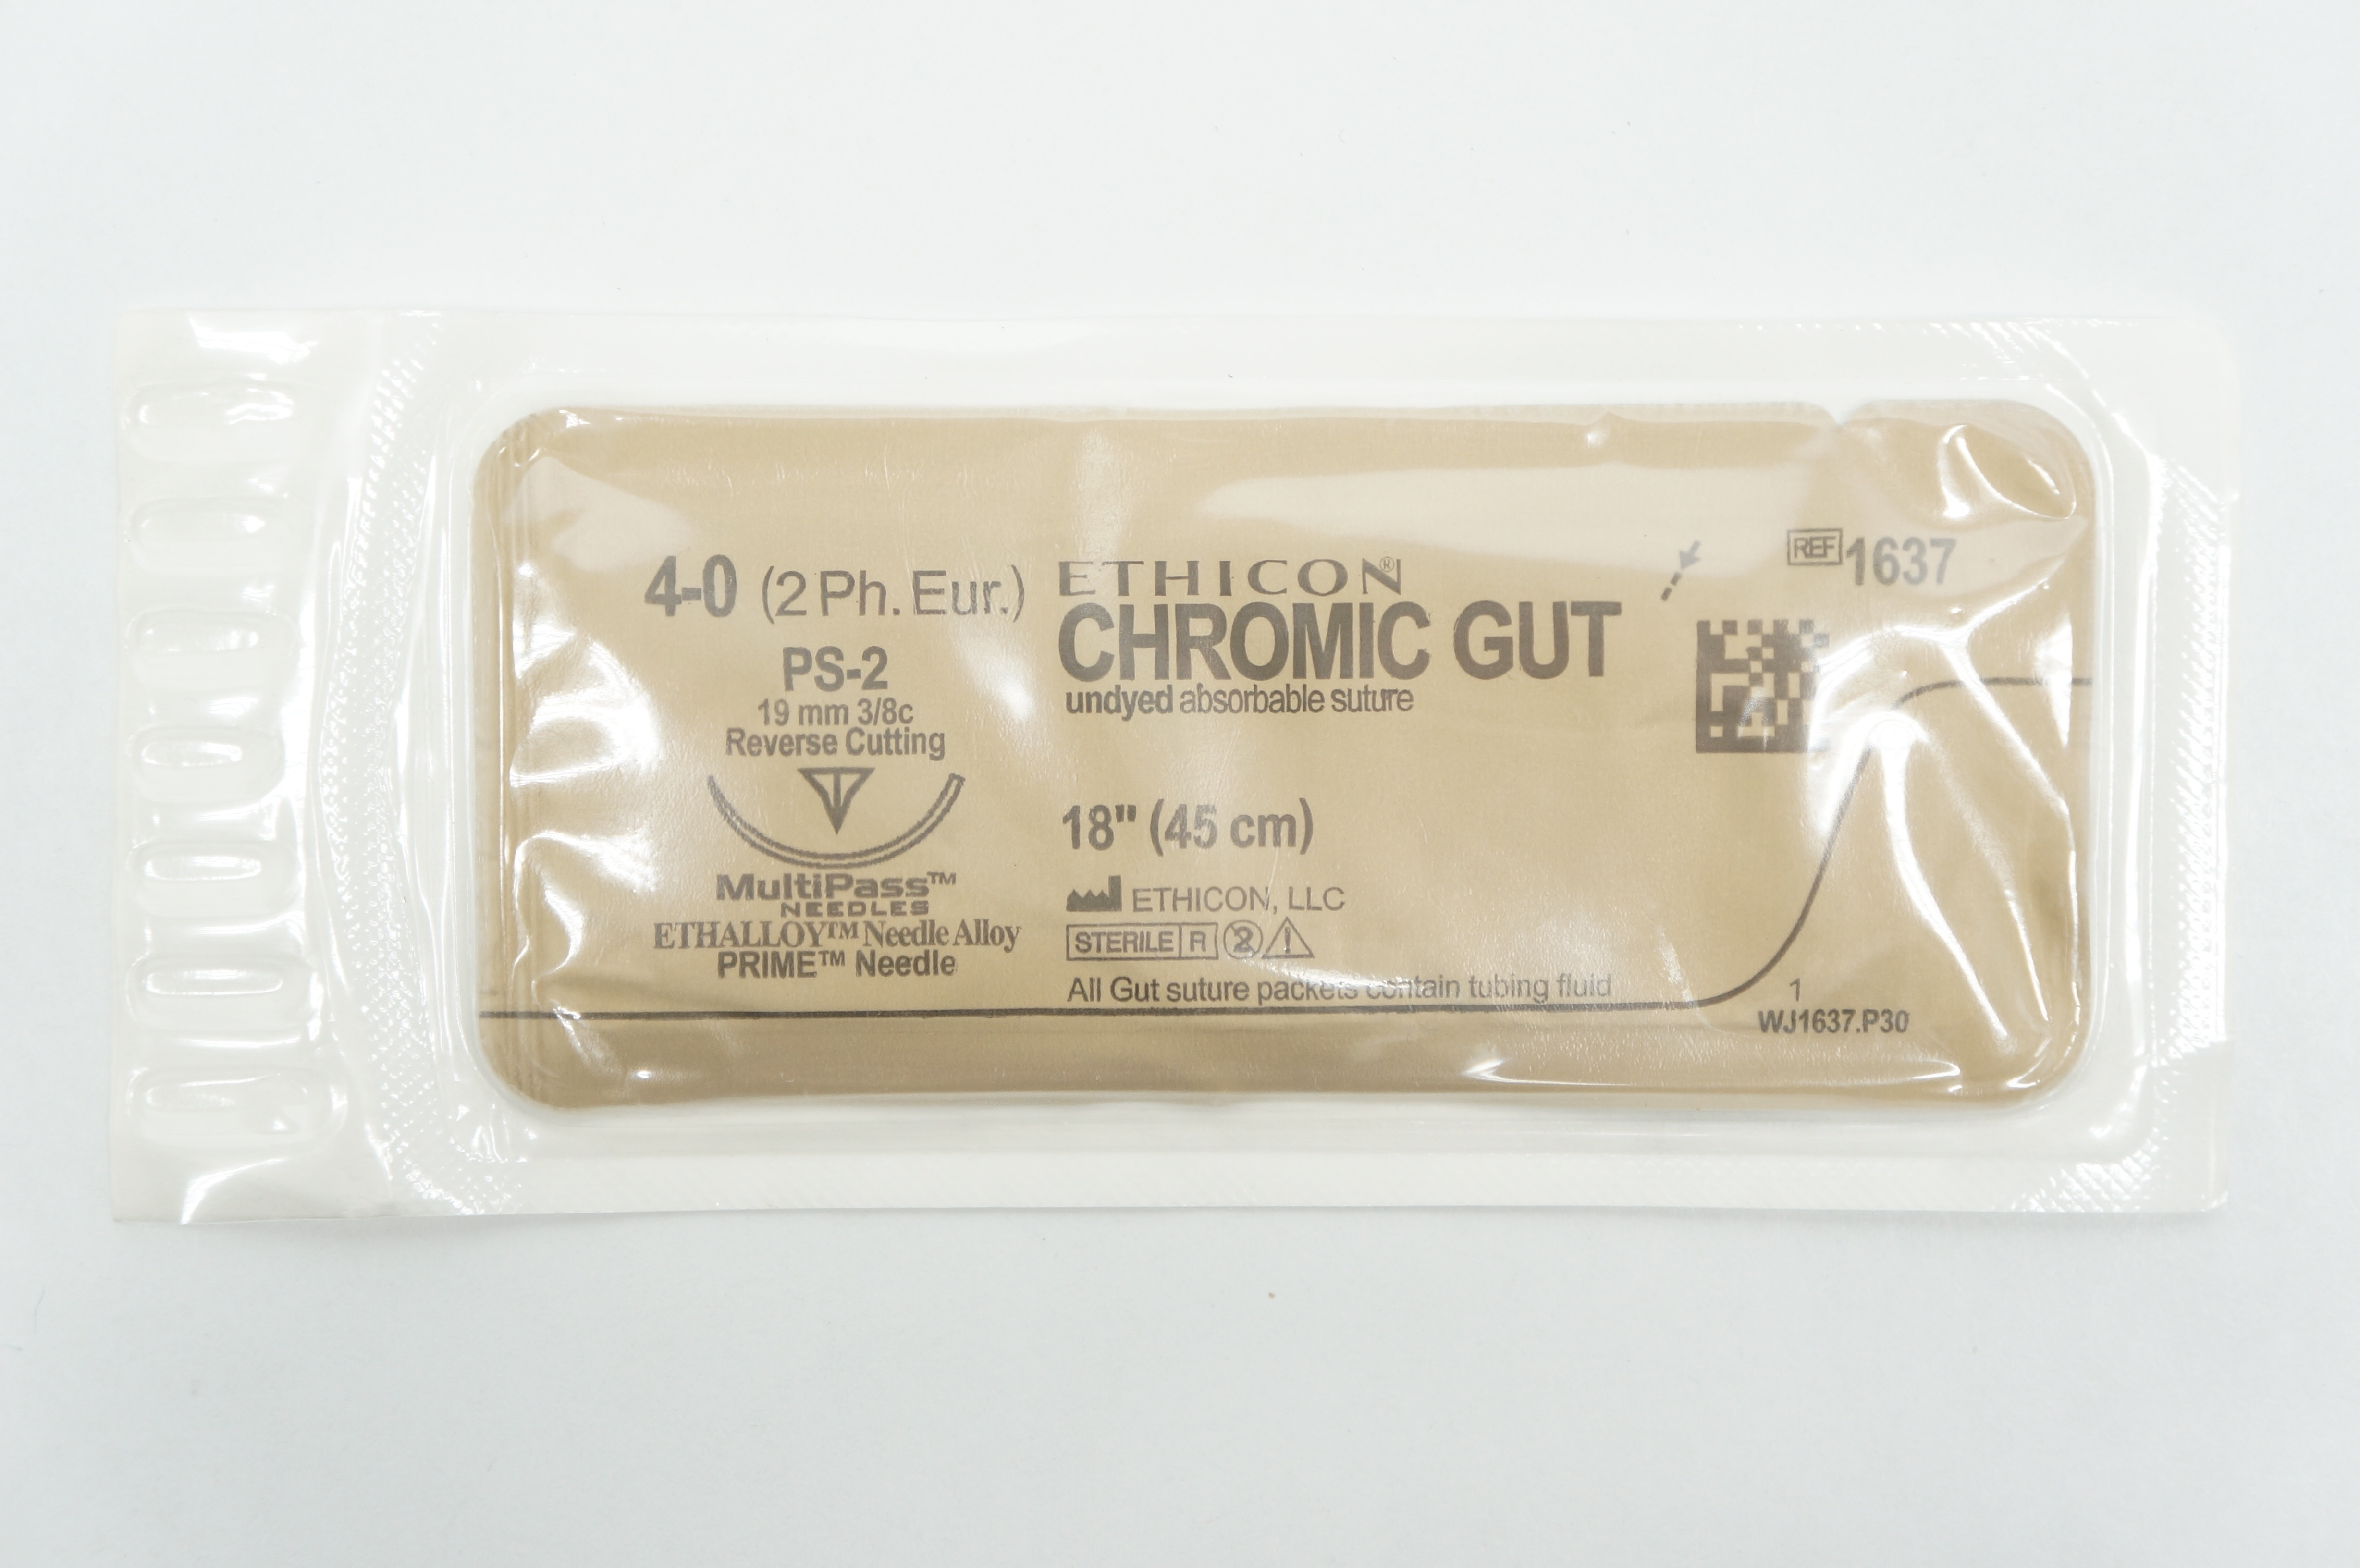 4-0 (2 Ph. Eur.)
PS-2
19 mm 3/8c
Reverse Cutting
MultiPass™
NEEDLES
ETHALLOY™ Needle Alloy
PRIME™ Needle
ETHICON®
CHROMIC GUT
undyed absorbable suture
18" (45 cm)
ETHICON, LLC
STERILE R 2
All Gut suture packets contain tubing fluid
REF 1637
1
WJ1637.P30